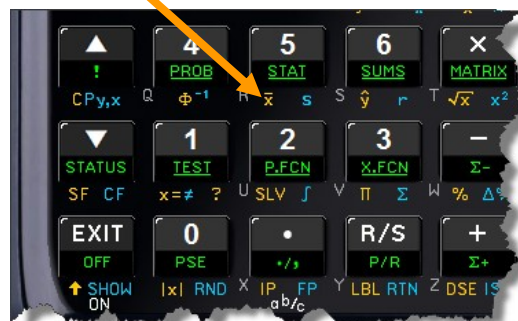 ▲ 4 5 6 ×
! PROB STAT SUMS MATRIX
CPy,x Q Φ⁻¹ R x̄ s S ŷ r T √x x²
▼ 1 2 3 −
STATUS TEST P.FCN X.FCN Σ−
SF CF x=≠ ? U SLV ∫ V Π Σ W % Δ%
EXIT 0 . R/S +
OFF PSE ./, P/R Σ+
↑ SHOW |x| RND X IP FP Y LBL RTN Z DSE
ON a b/c